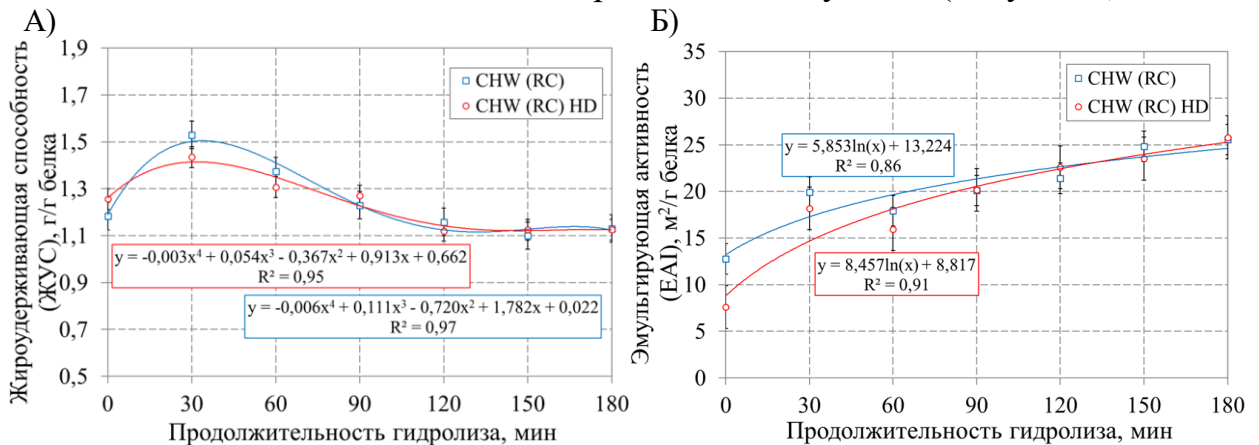 А)
Жироудерживающая способность
(ЖУС), г/г белка
1,9
1,7
1,5
1,3
1,1
0,9
0,7
0,5
CHW (RC)
CHW (RC) HD
y = -0,003x⁴ + 0,054x³ - 0,367x² + 0,913x + 0,662
R² = 0,95
y = -0,006x⁴ + 0,111x³ - 0,720x² + 1,782x + 0,022
R² = 0,97
0 30 60 90 120 150 180
Продолжительность гидролиза, мин
Б)
Эмульгирующая активность
(EAI), м²/г белка
35
30
25
20
15
10
5
0
CHW (RC)
CHW (RC) HD
y = 5,853ln(x) + 13,224
R² = 0,86
y = 8,457ln(x) + 8,817
R² = 0,91
0 30 60 90 120 150 180
Продолжительность гидролиза, мин